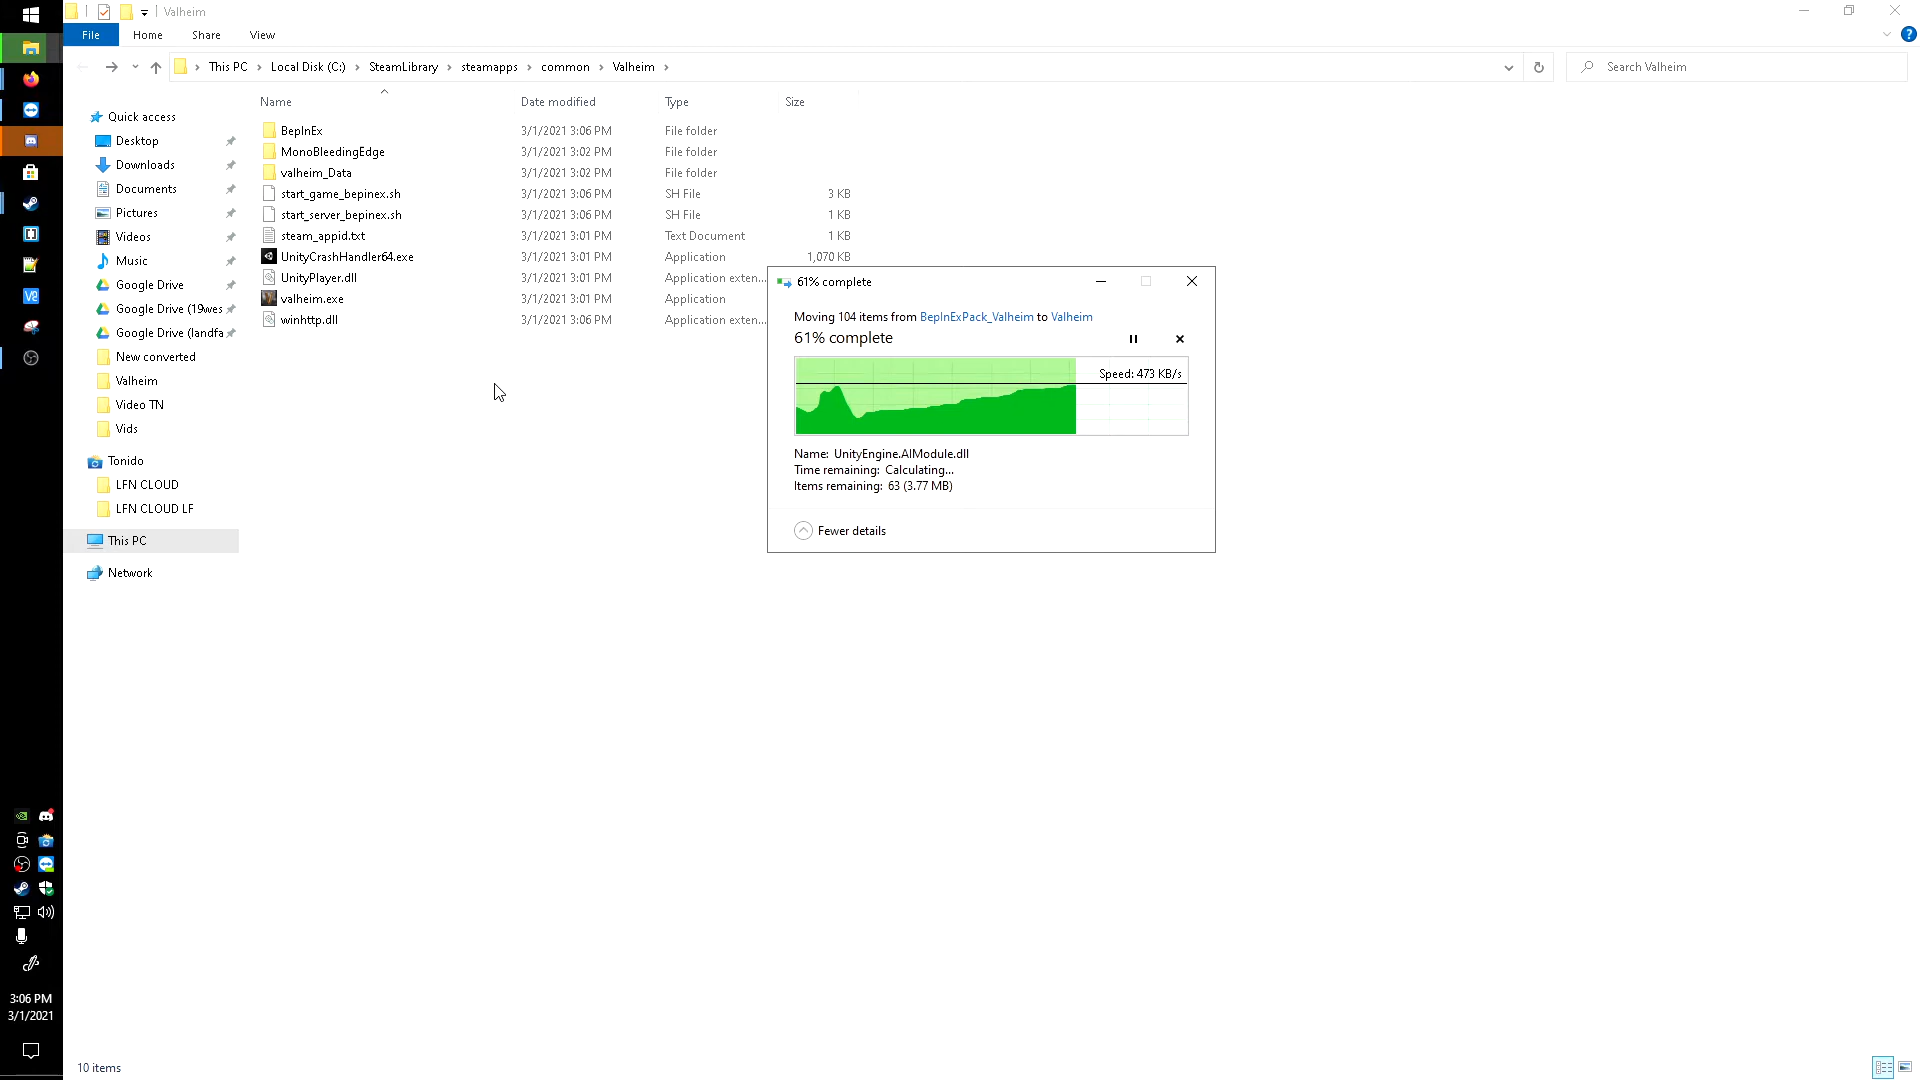 Valheim
File Home Share View
This PC Local Disk (C:) SteamLibrary steamapps common Valheim
Search Valheim
Name Date modified Type Size
Quick access
Desktop
Downloads
Documents
Pictures
Videos
Music
Google Drive
Google Drive (19wes
Google Drive (landfa
New converted
Valheim
Video TN
Vids
Tonido
LFN CLOUD
LFN CLOUD LF
This PC
Network
BepInEx 3/1/2021 3:06 PM File folder
MonoBleedingEdge 3/1/2021 3:02 PM File folder
valheim_Data 3/1/2021 3:02 PM File folder
start_game_bepinex.sh 3/1/2021 3:06 PM SH File 3 KB
start_server_bepinex.sh 3/1/2021 3:06 PM SH File 1 KB
steam_appid.txt 3/1/2021 3:01 PM Text Document 1 KB
UnityCrashHandler64.exe 3/1/2021 3:01 PM Application 1,070 KB
UnityPlayer.dll 3/1/2021 3:01 PM Application exten...
valheim.exe 3/1/2021 3:01 PM Application
winhttp.dll 3/1/2021 3:06 PM Application exten...
61% complete
Moving 104 items from BepInExPack_Valheim to Valheim
61% complete
Speed: 473 KB/s
Name: UnityEngine.AIModule.dll
Time remaining: Calculating...
Items remaining: 63 (3.77 MB)
Fewer details
3:06 PM
3/1/2021
10 items